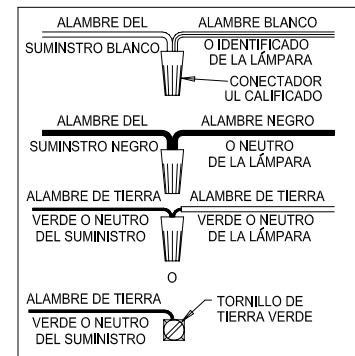 ALAMBRE DEL ALAMBRE BLANCO
SUMINSTRO BLANCO O IDENTIFICADO
DE LA LÁMPARA
CONECTADOR
UL CALIFICADO
ALAMBRE DEL ALAMBRE NEGRO
SUMINSTRO NEGRO O NEUTRO
DE LA LÁMPARA
ALAMBRE DE TIERRA ALAMBRE DE TIERRA
VERDE O NEUTRO VERDE O NEUTRO
DEL SUMINISTRO DE LA LÁMPARA
O
ALAMBRE DE TIERRA TORNILLO DE
VERDE O NEUTRO TIERRA VERDE
DEL SUMINISTRO